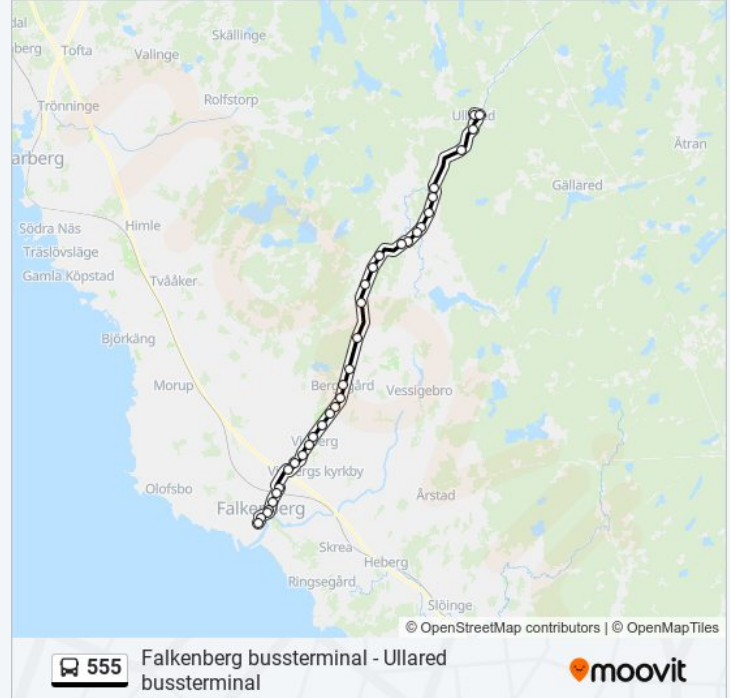 Skällinge
dal
berg
Tofta
Valinge
Rolfstorp
Trönninge
Ullared
Ätran
arberg
Gällared
Södra Näs
Himle
Träslövsläge
Gamla Köpstad
Tvååker
Björkäng
Morup
Vessigebro
Vinberg
Vinbergs kyrkby
Olofsbo
Årstad
Falkenberg
Skrea
Heberg
Ringsegård
Slöinge
© OpenStreetMap contributors | © OpenMapTiles
555
Falkenberg bussterminal - Ullared
bussterminal
moovit